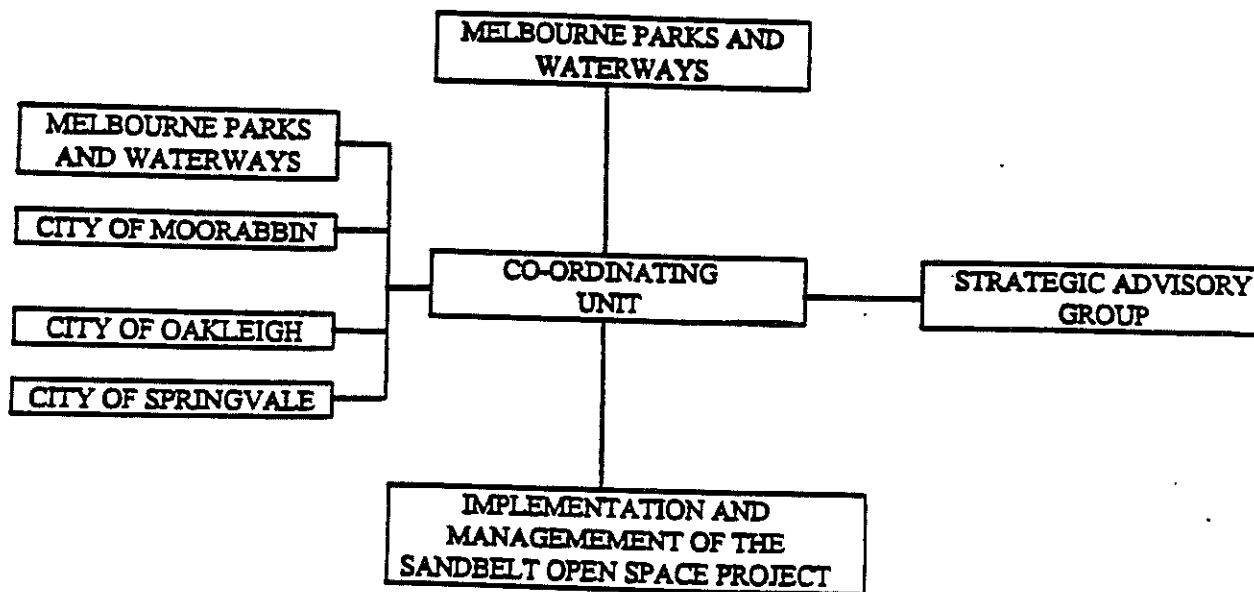 MELBOURNE PARKS AND
WATERWAYS
MELBOURNE PARKS
AND WATERWAYS
CITY OF MOORABBIN
CITY OF OAKLEIGH
CITY OF SPRINGVALE
CO-ORDINATING
UNIT
STRATEGIC ADVISORY
GROUP
IMPLEMENTATION AND
MANAGEMEMENT OF THE
SANDBELT OPEN SPACE PROJECT